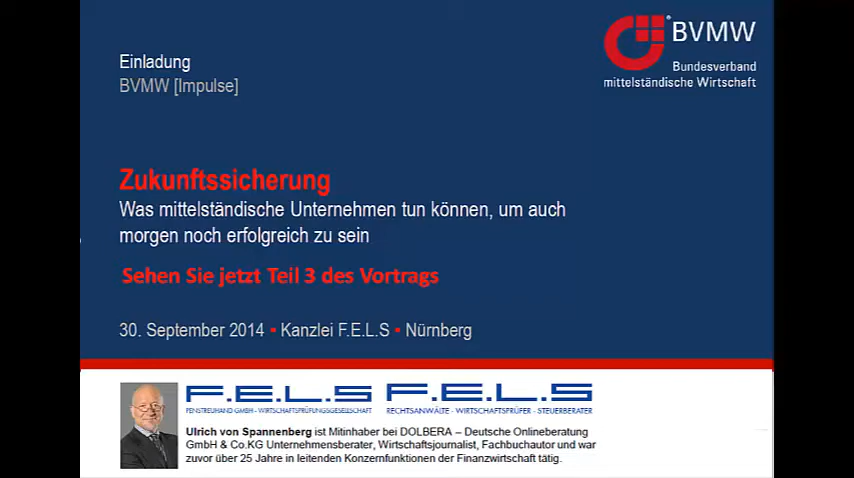 BVMW
Bundesverband
mittelständische Wirtschaft
Einladung
BVMW [Impulse]
Zukunftssicherung
Was mittelständische Unternehmen tun können, um auch
morgen noch erfolgreich zu sein
Sehen Sie jetzt Teil 3 des Vortrags
30. September 2014 ▪ Kanzlei F.E.L.S ▪ Nürnberg
F.E.L.S
FENSTREUHAND GMBH - WIRTSCHAFTSPRÜFUNGSGESELLSCHAFT
F.E.L.S
RECHTSANWÄLTE - WIRTSCHAFTSPRÜFER - STEUERBERATER
Ulrich von Spannenberg ist Mitinhaber bei DOLBERA – Deutsche Onlineberatung
GmbH & Co.KG Unternehmensberater, Wirtschaftsjournalist, Fachbuchautor und war
zuvor über 25 Jahre in leitenden Konzernfunktionen der Finanzwirtschaft tätig.